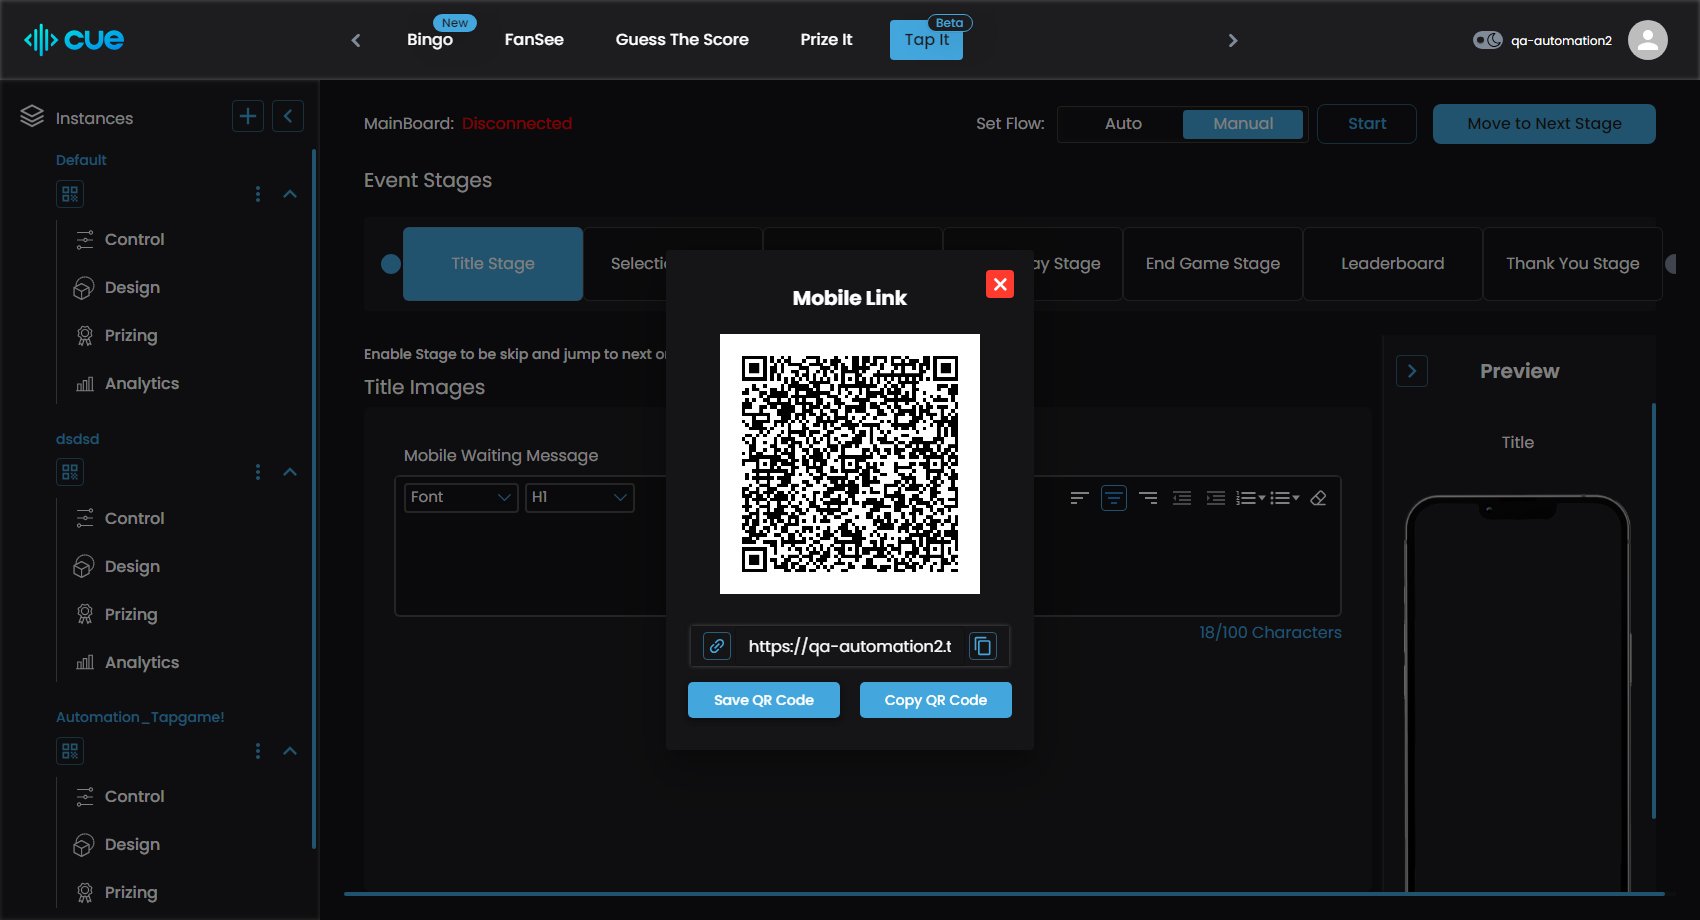 cue
Bingo
New
FanSee
Guess The Score
Prize It
Tap It
Beta
qa-automation2
Instances
Default
Control
Design
Prizing
Analytics
dsdsd
Control
Design
Prizing
Analytics
Automation_Tapgame!
Control
Design
Prizing
MainBoard: Disconnected
Set Flow:
Auto
Manual
Start
Move to Next Stage
Event Stages
Title Stage
Selectio
ay Stage
End Game Stage
Leaderboard
Thank You Stage
Enable Stage to be skip and jump to next o
Title Images
Mobile Waiting Message
Font
H1
18/100 Characters
Preview
Title
Mobile Link
https://qa-automation2.t
Save QR Code
Copy QR Code